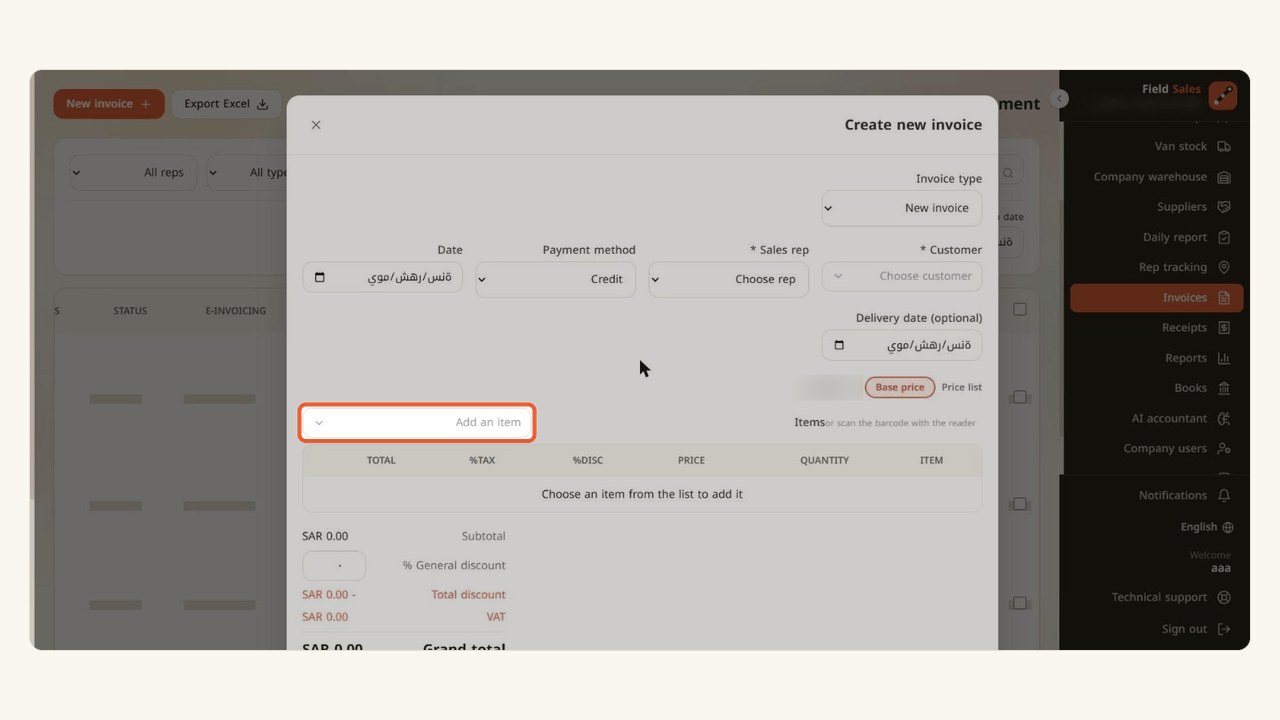 New invoice +
Export Excel
ment
Field Sales
All reps
All type
date
STATUS
E-INVOICING
Create new invoice
Invoice type
New invoice
* Customer
* Sales rep
Payment method
Date
Choose customer
Choose rep
Credit
ةنس/رهش/موي
Delivery date (optional)
ةنس/رهش/موي
Price list
Base price
Items or scan the barcode with the reader
Add an item
ITEM
QUANTITY
PRICE
%DISC
%TAX
TOTAL
Choose an item from the list to add it
Subtotal
SAR 0.00
% General discount
Total discount
SAR 0.00 -
VAT
SAR 0.00
Grand total
SAR 0.00
Van stock
Company warehouse
Suppliers
Daily report
Rep tracking
Invoices
Receipts
Reports
Books
AI accountant
Company users
Notifications
English
Welcome
aaa
Technical support
Sign out